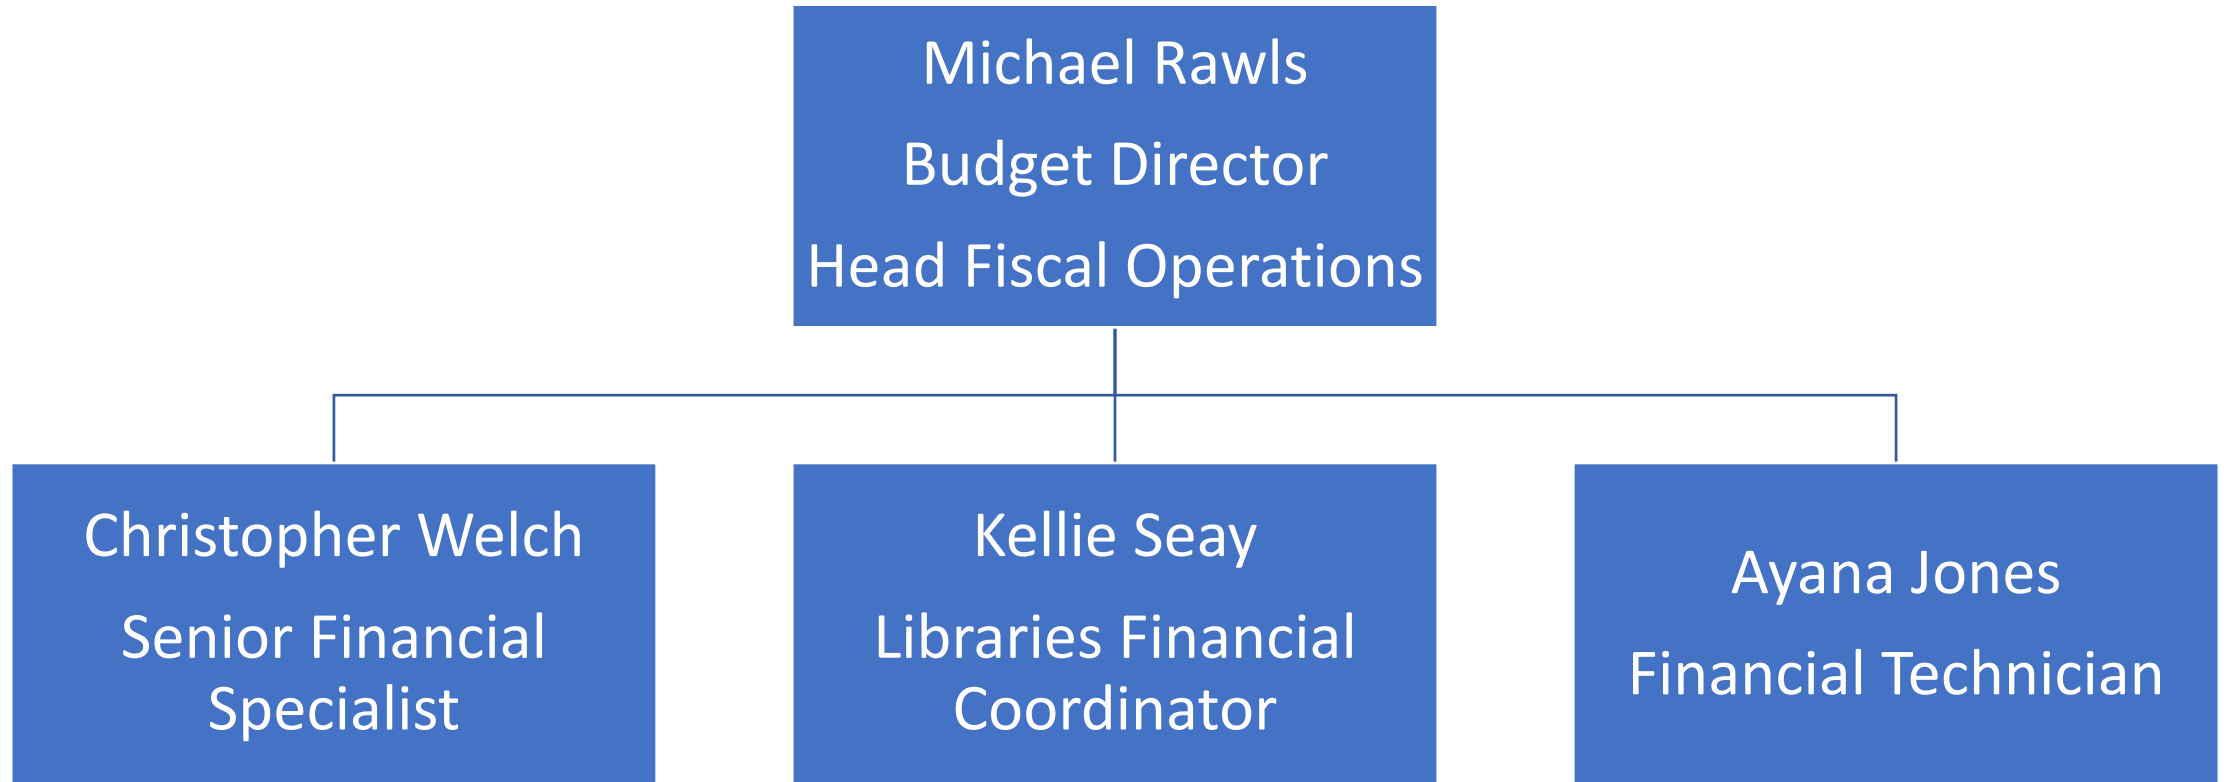 Michael Rawls
Budget Director
Head Fiscal Operations
Christopher Welch
Senior Financial
Specialist
Kellie Seay
Libraries Financial
Coordinator
Ayana Jones
Financial Technician